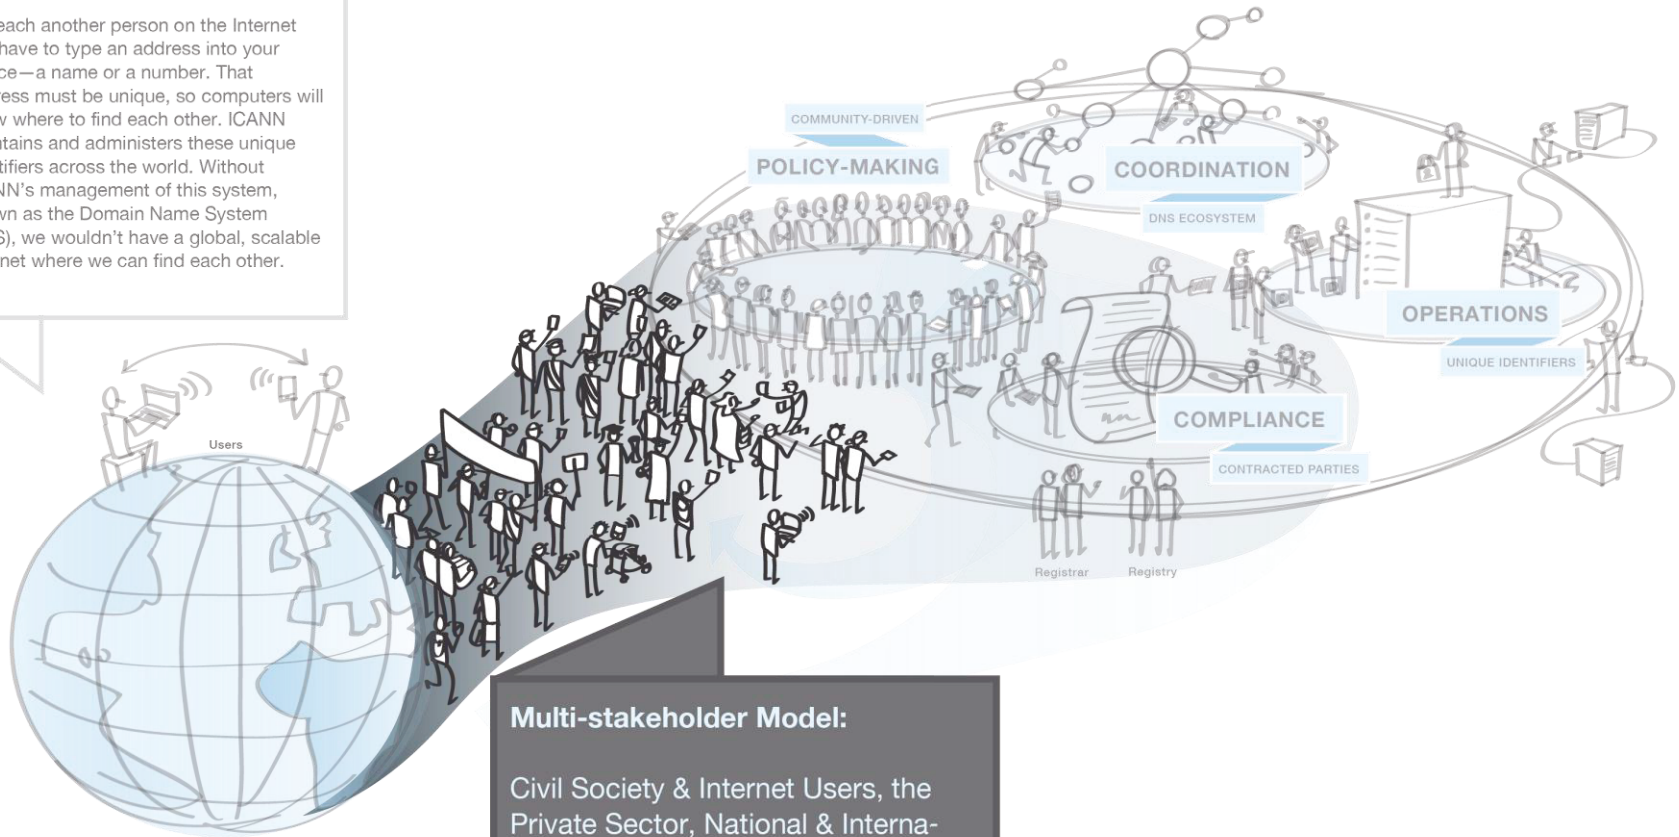 each another person on the Internet
have to type an address into your
—a name or a number. That
must be unique, so computers will
where to find each other. ICANN
and administers these unique
across the world. Without
management of this system,
as the Domain Name System
we wouldn't have a global, scalable
where we can find each other.
COMMUNITY-DRIVEN
POLICY-MAKING
COORDINATION
DNS ECOSYSTEM
OPERATIONS
UNIQUE IDENTIFIERS
COMPLIANCE
CONTRACTED PARTIES
Users
Registrar
Registry
Multi-stakeholder Model:
Civil Society & Internet Users, the
Private Sector, National & Interna-